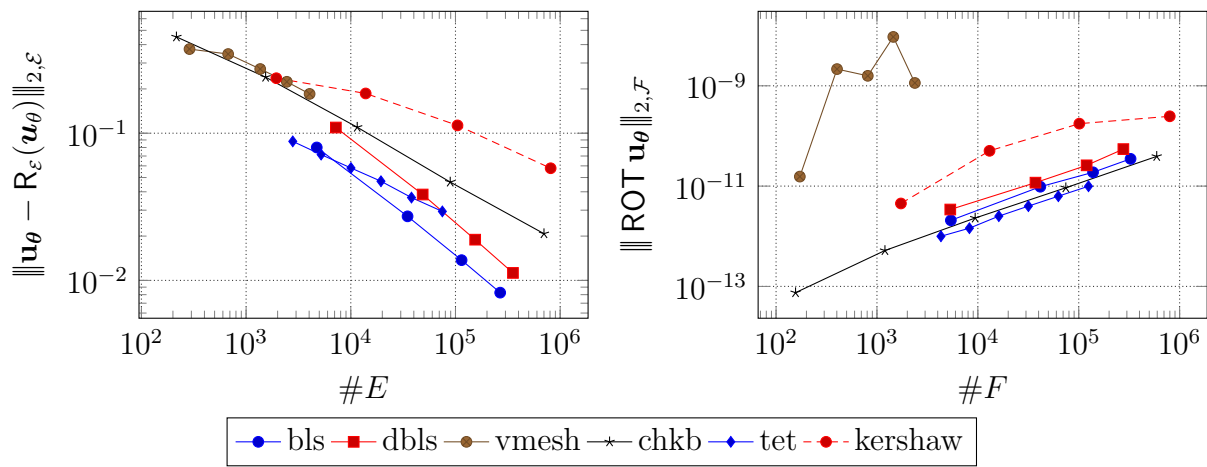 ⦀𝐮_𝜽 − R_ℰ(𝒖_𝜽)⦀_{2,ℰ}
10^{−1}
10^{−2}
10^2 10^3 10^4 10^5 10^6
#E
⦀ ROT 𝐮_𝜽⦀_{2,ℱ}
10^{−9}
10^{−11}
10^{−13}
10^2 10^3 10^4 10^5 10^6
#F
bls dbls vmesh chkb tet kershaw